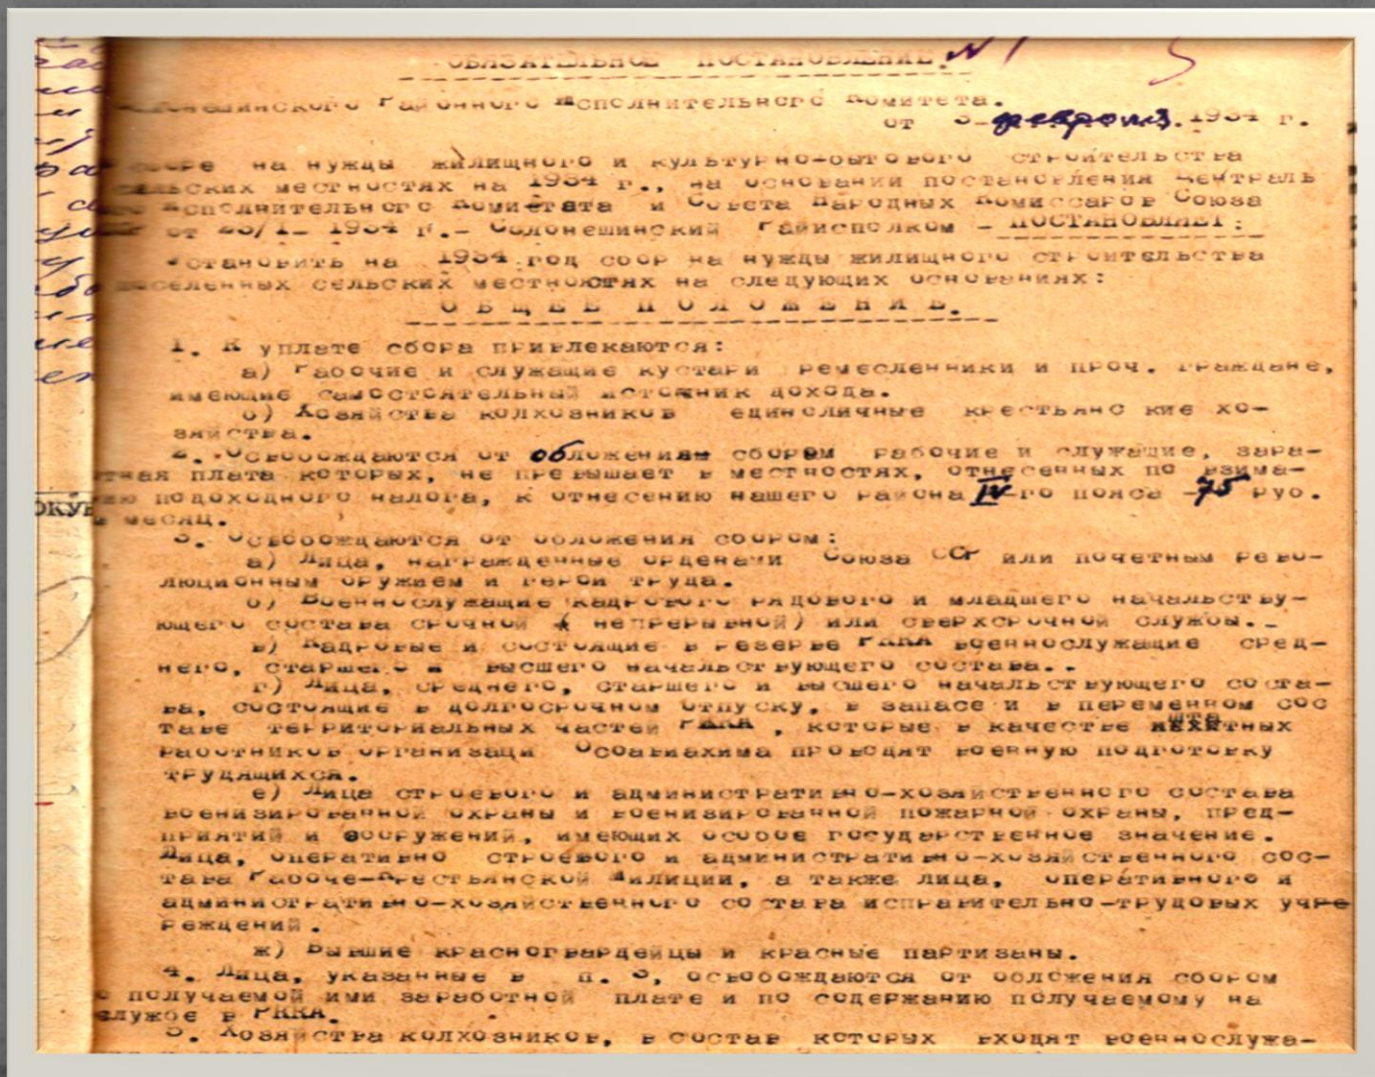 ОБЯЗАТЕЛЬНОЕ ПОСТАНОВЛЕНИЕ. №1
Районного Исполнительного Комитета.
от 3 февраля 1934 г.
на нужды жилищного и культурно-бытового строительства
местностях на 1934 г., на основании постановления Централь
Исполнительного Комитета и Совета Народных Комиссаров Союза
от 1934 г.- Солонешинский Райисполком - ПОСТАНОВЛЯЕТ:
Установить на 1934 год сбор на нужды жилищного строительства
населенных сельских местностях на следующих основаниях:
ОБЩЕЕ ПОЛОЖЕНИЕ.
1. К уплате сбора привлекаются:
а) Рабочие и служащие кустари ремесленники и проч. граждане,
имеющие самостоятельный источник дохода.
б) Хозяйства колхозников единоличные крестьянс кие хо-
зяйства.
2. Освобождаются от обложения сбором рабочие и служащие, зара-
тная плата которых, не превышает в местностях, отнесенных по взима-
нию подоходного налога, к отнесению нашего района IV го пояса -75 руб.
в месяц.
3. Освобождаются от обложения сбором:
а) Лица, награжденные орденами Союза ССР или почетным рево-
люционным оружием и герои труда.
б) Военнослужащие кадрового рядового и младшего начальству-
ющего состава срочной ( непрерывной) или сверхсрочной службы.
в) Кадровые и состоящие в резерве РККА военнослужащие сред-
него, старшего и высшего начальствующего состава..
г) Лица, среднего, старшего и высшего начальствующего соста-
ва, состоящие в долгосрочном отпуску, в запасе и в переменном сос
таве территориальных частей РККА , которые в качестве штатных
работников организаци Осоавиахима проводят военную подготовку
трудящихся.
е) Лица строевого и административно-хозяйственного состава
военизированной охраны и военизированной пожарной охраны, пред-
приятий и сооружений, имеющих особое государственное значение.
Лица, оперативно строевого и административно-хозяйственного сос-
тава Рабоче-Крестьянской Милиции, а также лица, оперативного и
административно-хозяйственного состава исправительно-трудовых учре
реждений.
ж) Бывшие красногвардейцы и красные партизаны.
4. Лица, указанные в п. 3, освобождаются от обложения сбором
о получаемой ими заработной плате и по содержанию получаемому на
службе в РККА.
5. Хозяйства колхозников, в состав которых входят военнослужа-